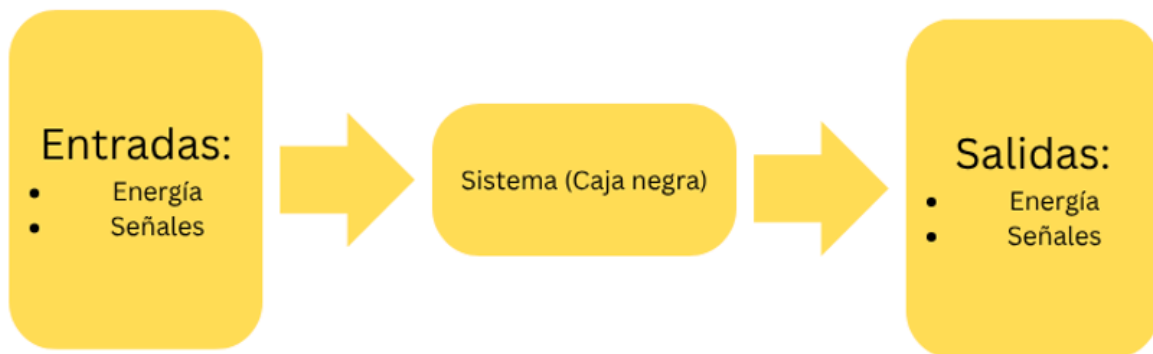 Entradas:
• Energía
• Señales
Sistema (Caja negra)
Salidas:
• Energía
• Señales